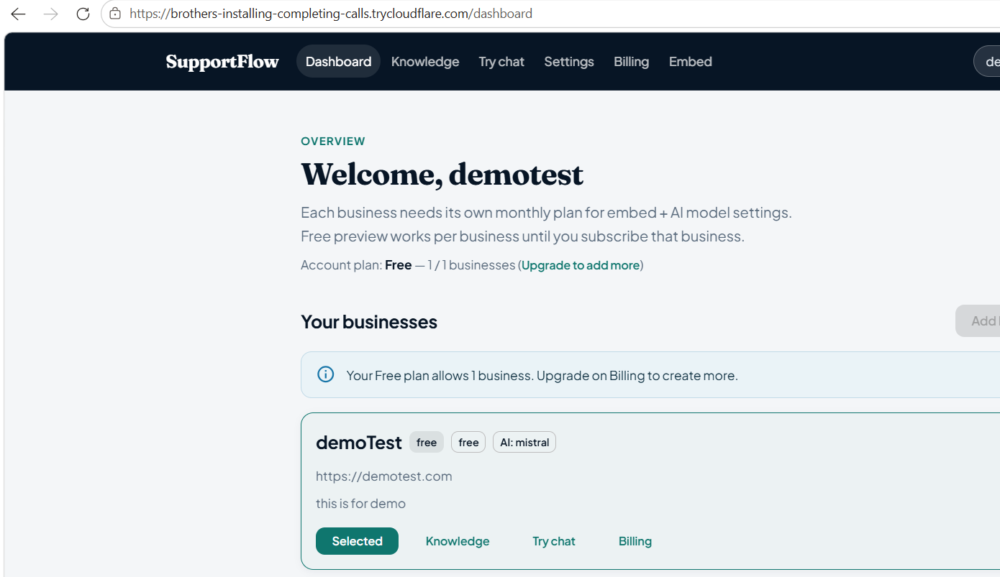 https://brothers-installing-completing-calls.trycloudflare.com/dashboard
SupportFlow Dashboard Knowledge Try chat Settings Billing Embed de
OVERVIEW
Welcome, demotest
Each business needs its own monthly plan for embed + AI model settings.
Free preview works per business until you subscribe that business.
Account plan: Free — 1 / 1 businesses (Upgrade to add more)
Your businesses
Add
Your Free plan allows 1 business. Upgrade on Billing to create more.
demoTest free free AI: mistral
https://demotest.com
this is for demo
Selected Knowledge Try chat Billing